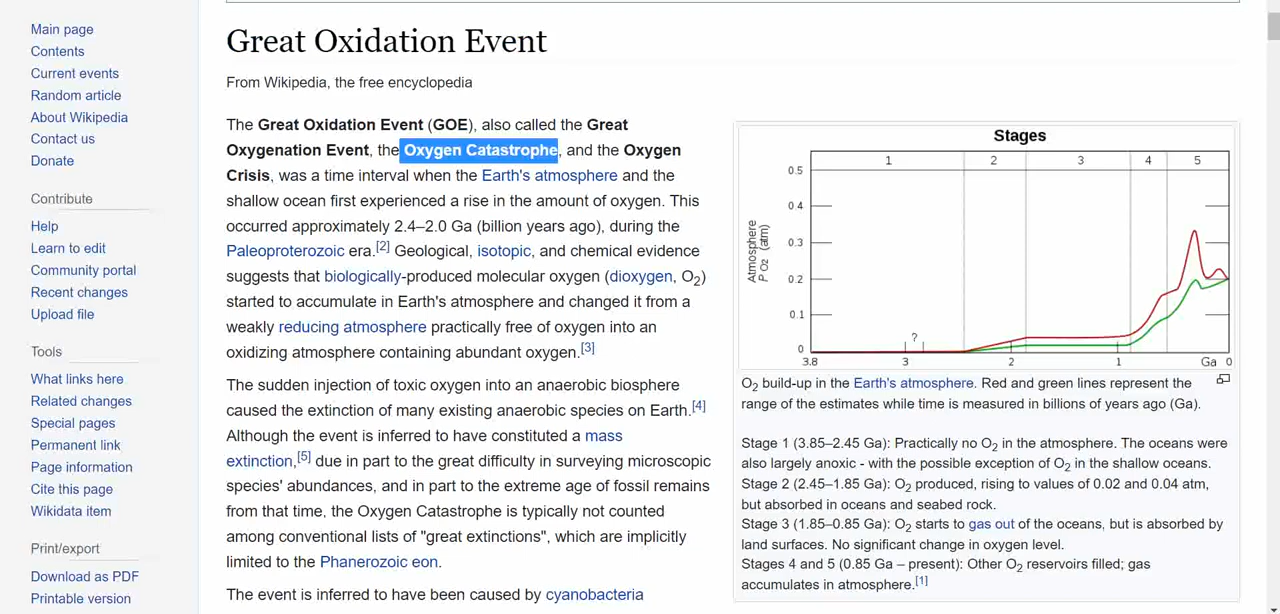 Main page
Contents
Current events
Random article
About Wikipedia
Contact us
Donate
Contribute
Help
Learn to edit
Community portal
Recent changes
Upload file
Tools
What links here
Related changes
Special pages
Permanent link
Page information
Cite this page
Wikidata item
Print/export
Download as PDF
Printable version
Great Oxidation Event
From Wikipedia, the free encyclopedia
The Great Oxidation Event (GOE), also called the Great
Oxygenation Event, the Oxygen Catastrophe, and the Oxygen
Crisis, was a time interval when the Earth's atmosphere and the
shallow ocean first experienced a rise in the amount of oxygen. This
occurred approximately 2.4–2.0 Ga (billion years ago), during the
Paleoproterozoic era.[2] Geological, isotopic, and chemical evidence
suggests that biologically-produced molecular oxygen (dioxygen, O2)
started to accumulate in Earth's atmosphere and changed it from a
weakly reducing atmosphere practically free of oxygen into an
oxidizing atmosphere containing abundant oxygen.[3]
The sudden injection of toxic oxygen into an anaerobic biosphere
caused the extinction of many existing anaerobic species on Earth.[4]
Although the event is inferred to have constituted a mass
extinction,[5] due in part to the great difficulty in surveying microscopic
species' abundances, and in part to the extreme age of fossil remains
from that time, the Oxygen Catastrophe is typically not counted
among conventional lists of "great extinctions", which are implicitly
limited to the Phanerozoic eon.
The event is inferred to have been caused by cyanobacteria
Stages
1 2 3 4 5
0.5
0 4
0.3
0.2
0.1
0
Atmosphere
P O2 (atm)
?
3.8 3 2 1 Ga 0
O2 build-up in the Earth's atmosphere. Red and green lines represent the
range of the estimates while time is measured in billions of years ago (Ga).
Stage 1 (3.85–2.45 Ga): Practically no O2 in the atmosphere. The oceans were
also largely anoxic - with the possible exception of O2 in the shallow oceans.
Stage 2 (2.45–1.85 Ga): O2 produced, rising to values of 0.02 and 0.04 atm,
but absorbed in oceans and seabed rock.
Stage 3 (1.85–0.85 Ga): O2 starts to gas out of the oceans, but is absorbed by
land surfaces. No significant change in oxygen level.
Stages 4 and 5 (0.85 Ga – present): Other O2 reservoirs filled; gas
accumulates in atmosphere.[1]